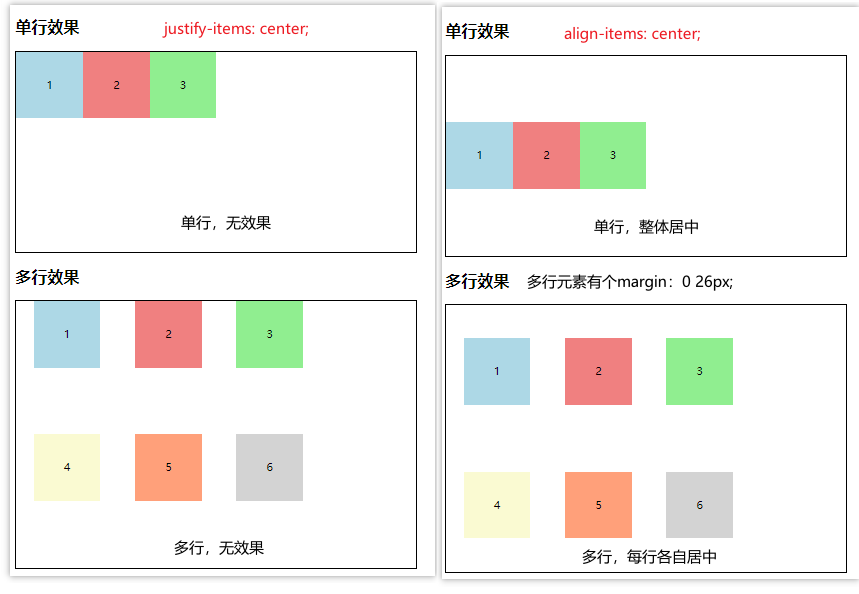 单行效果
justify-items: center;
1
2
3
单行，无效果
多行效果
1
2
3
4
5
6
多行，无效果
单行效果
align-items: center;
1
2
3
单行，整体居中
多行效果
多行元素有个margin：0 26px;
1
2
3
4
5
6
多行，每行各自居中